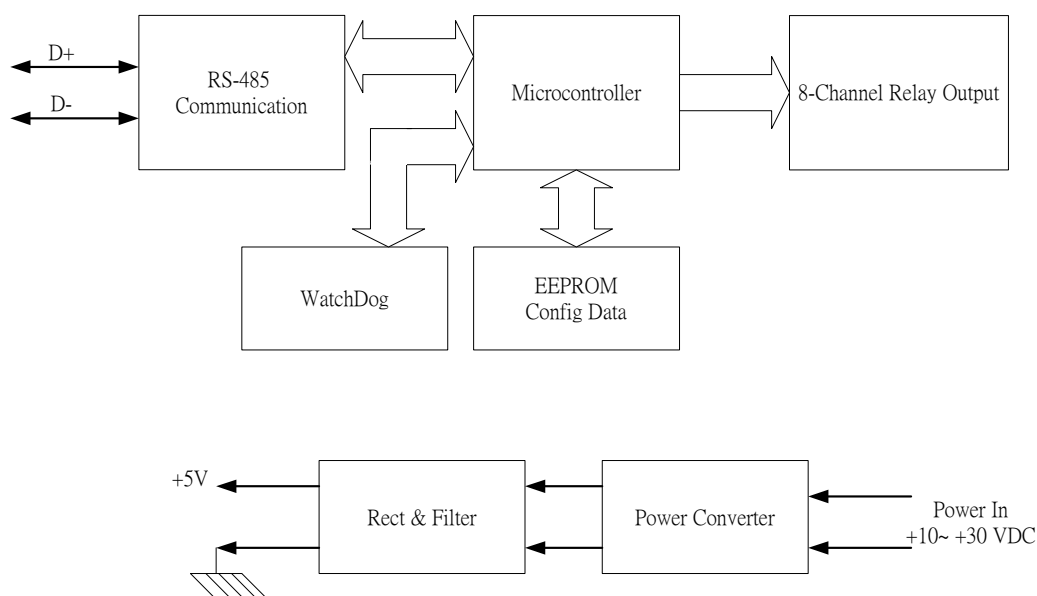 D+
D-
RS-485
Communication
Microcontroller
8-Channel Relay Output
WatchDog
EEPROM
Config Data
+5V
Rect & Filter
Power Converter
Power In
+10~ +30 VDC